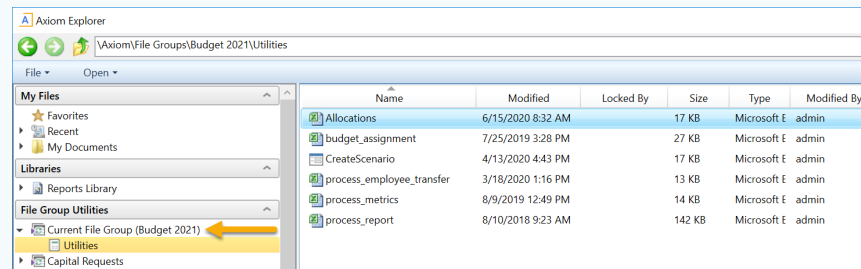 A Axiom Explorer
\Axiom\File Groups\Budget 2021\Utilities
File Open
My Files
Favorites
Recent
My Documents
Libraries
Reports Library
File Group Utilities
Current File Group (Budget 2021)
Utilities
Capital Requests
Name Modified Locked By Size Type Modified By
Allocations 6/15/2020 8:32 AM 17 KB Microsoft E admin
budget_assignment 7/25/2019 3:28 PM 27 KB Microsoft E admin
CreateScenario 4/13/2020 4:43 PM 17 KB Microsoft E admin
process_employee_transfer 3/18/2020 1:16 PM 13 KB Microsoft E admin
process_metrics 8/9/2019 12:49 PM 14 KB Microsoft E admin
process_report 8/10/2018 9:23 AM 142 KB Microsoft E admin